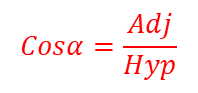 Cosα = Adj/Hyp